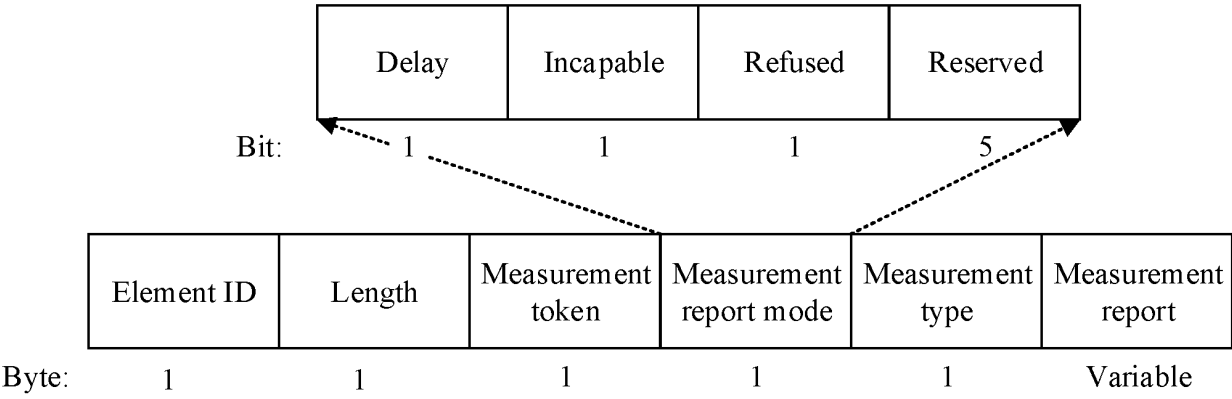 Delay Incapable Refused Reserved
Bit: 1 1 1 5
Element ID Length Measurement token Measurement report mode Measurement type Measurement report
Byte: 1 1 1 1 1 Variable